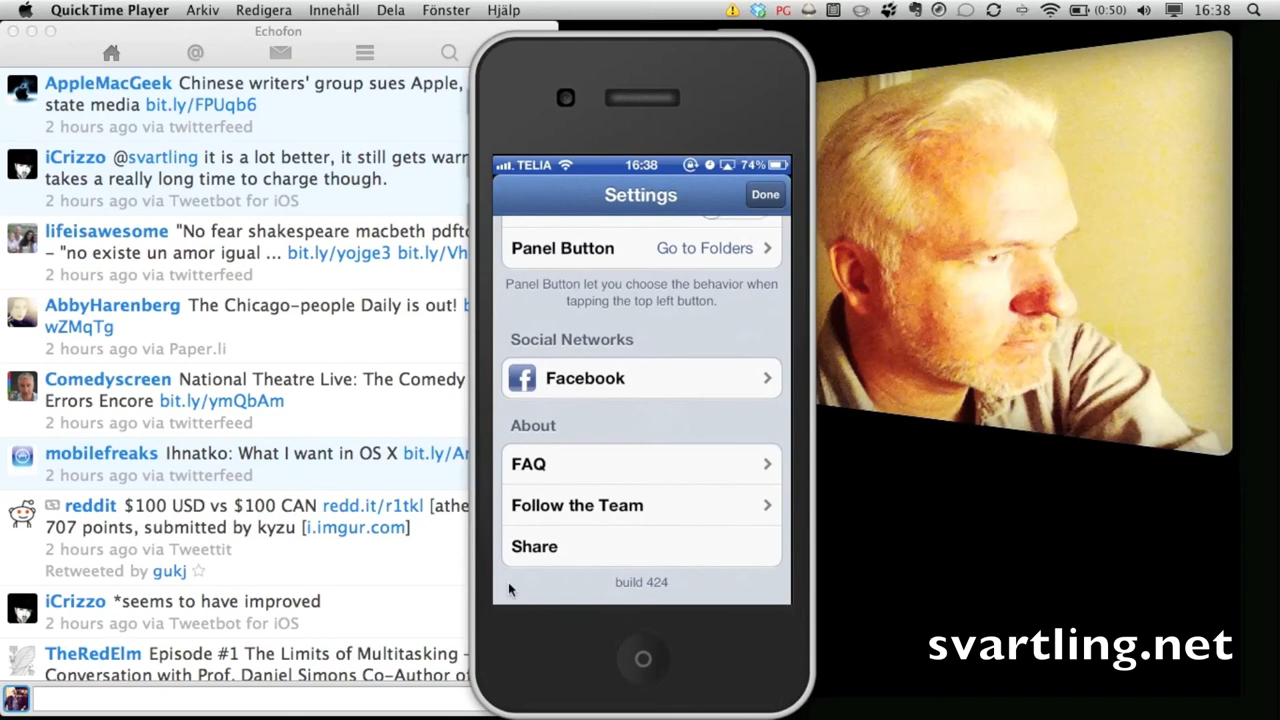 QuickTime Player Arkiv Redigera Innehåll Dela Fönster Hjälp PG (0:50) 16:38
Echofon
@
AppleMacGeek Chinese writers' group sues Apple,
state media bit.ly/FPUqb6
2 hours ago via twitterfeed
iCrizzo @svartling it is a lot better, it still gets warm
takes a really long time to charge though.
2 hours ago via Tweetbot for iOS
lifeisawesome "No fear shakespeare macbeth pdfto
– "no existe un amor igual ... bit.ly/yojge3 bit.ly/Vh
2 hours ago via twitterfeed
AbbyHarenberg The Chicago-people Daily is out! b
wZMqTg
2 hours ago via Paper.li
Comedyscreen National Theatre Live: The Comedy
Errors Encore bit.ly/ymQbAm
2 hours ago via twitterfeed
mobilefreaks Ihnatko: What I want in OS X bit.ly/Ar
2 hours ago via twitterfeed
reddit $100 USD vs $100 CAN redd.it/r1tkl [athe
707 points, submitted by kyzu [i.imgur.com]
2 hours ago via Tweettit
Retweeted by gukj
iCrizzo *seems to have improved
2 hours ago via Tweetbot for iOS
TheRedElm Episode #1 The Limits of Multitasking –
Conversation with Prof. Daniel Simons Co-Author of
TELIA 16:38 74%
Settings Done
Panel Button Go to Folders
Panel Button let you choose the behavior when
tapping the top left button.
Social Networks
f Facebook
About
FAQ
Follow the Team
Share
build 424
svartling.net